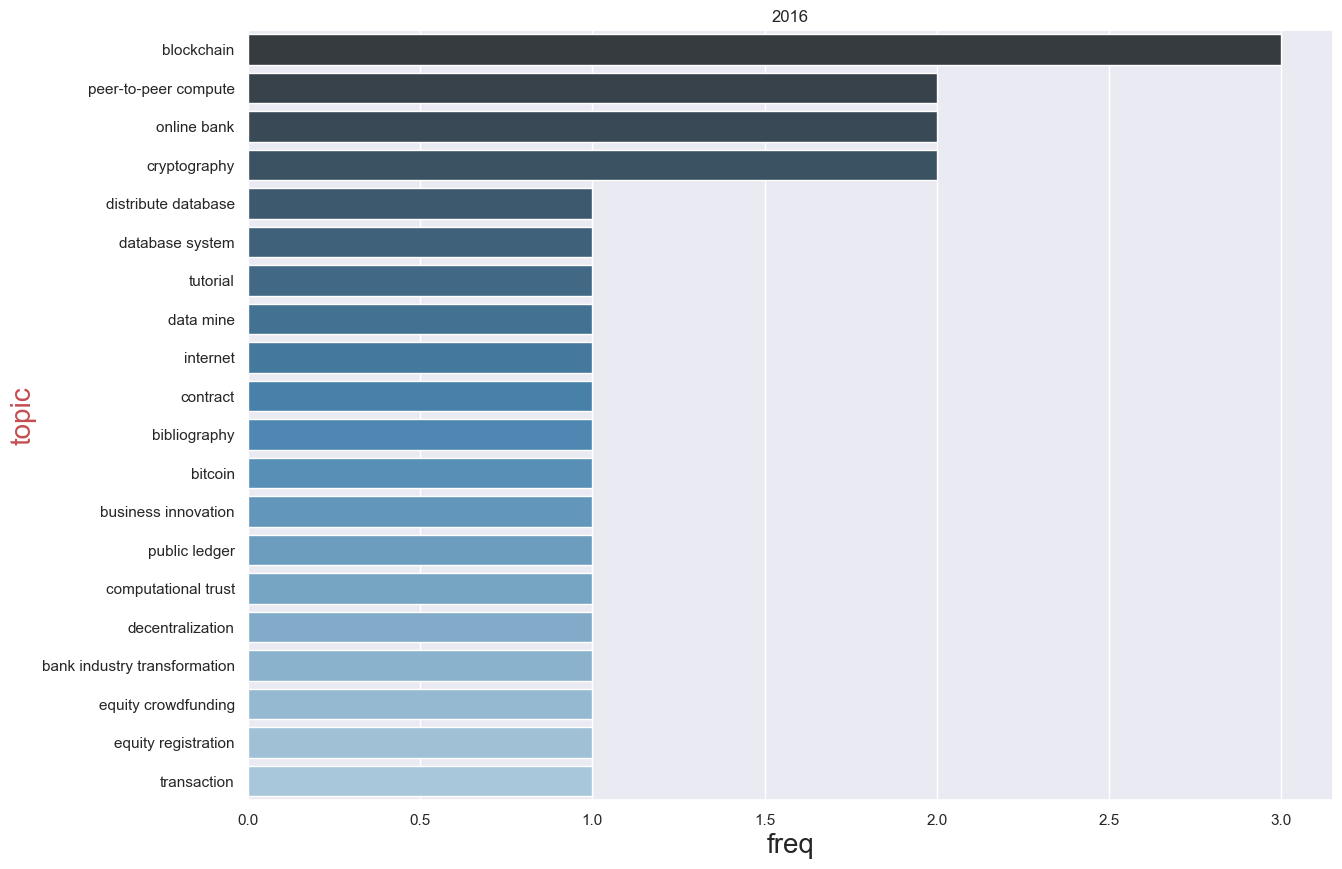 2016
blockchain
peer-to-peer compute
online bank
cryptography
distribute database
database system
tutorial
data mine
internet
contract
bibliography
bitcoin
business innovation
public ledger
computational trust
decentralization
bank industry transformation
equity crowdfunding
equity registration
transaction
topic
0.0 0.5 1.0 1.5 2.0 2.5 3.0
freq